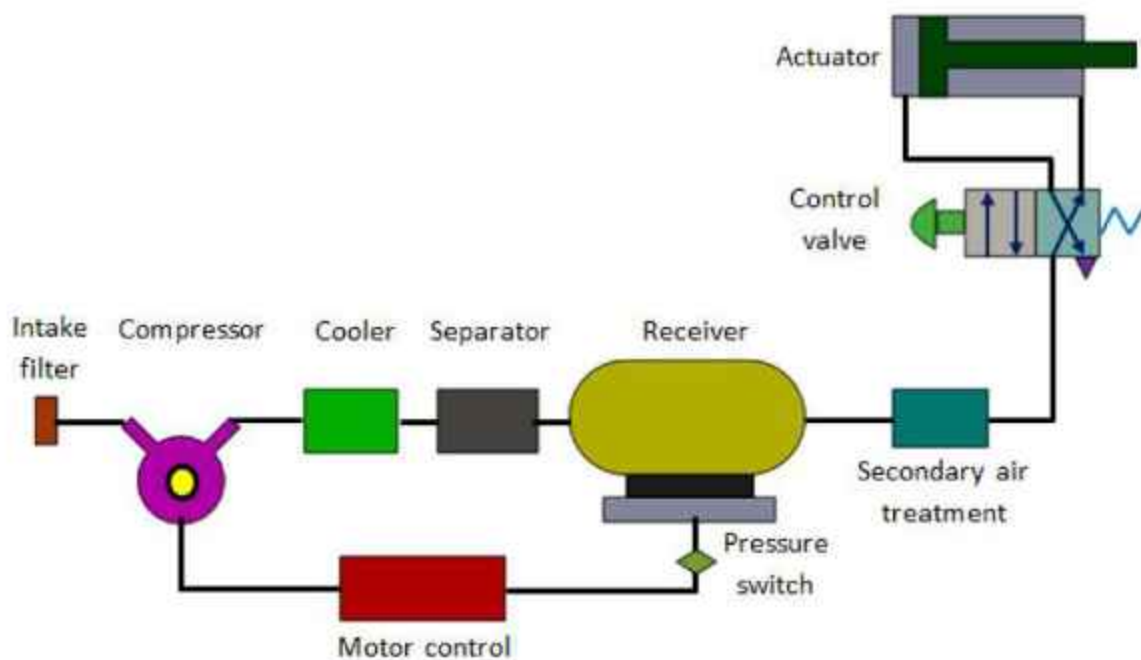 Actuator
Control
valve
Intake
filter
Compressor
Cooler
Separator
Receiver
Secondary air
treatment
Pressure
switch
Motor control